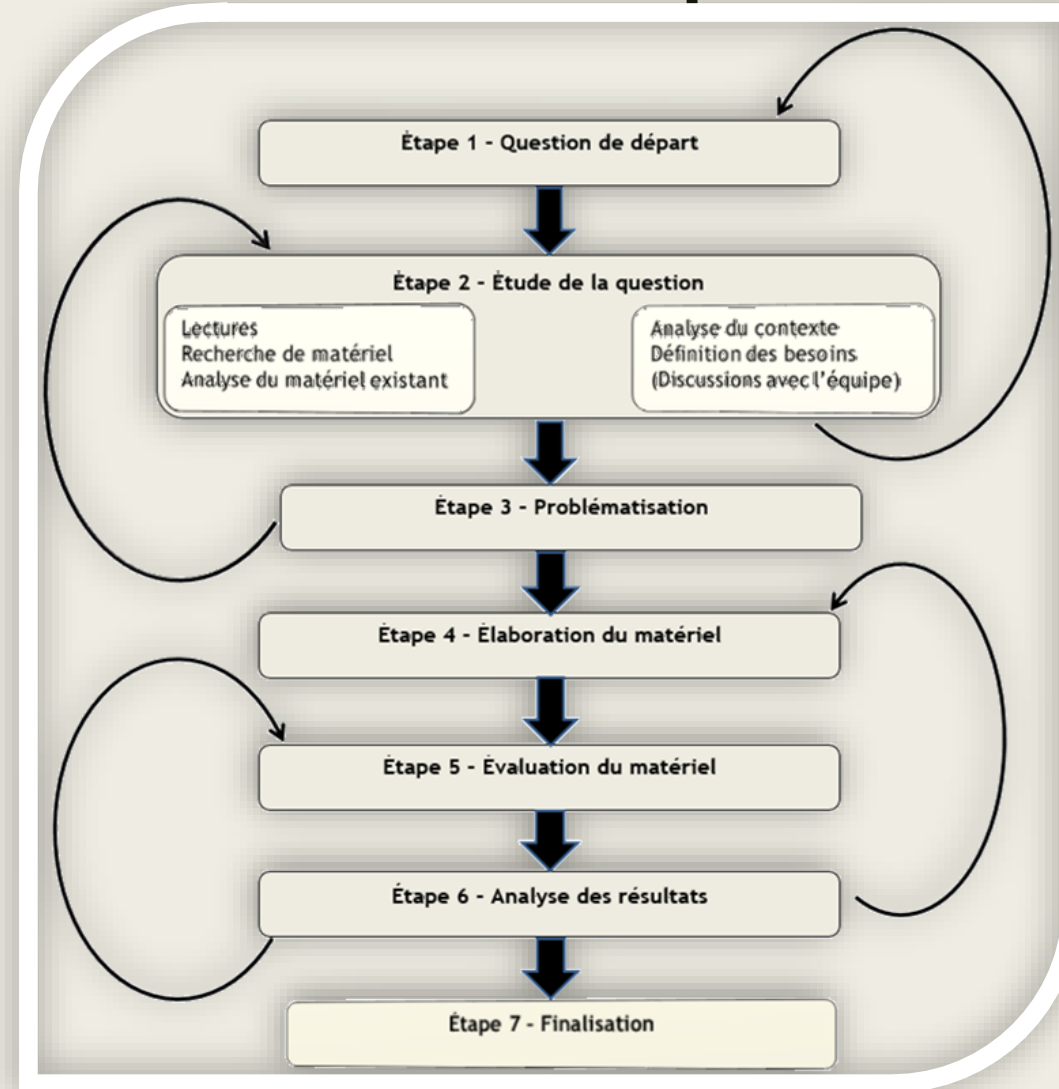 Étape 1 - Question de départ
Étape 2 - Étude de la question
Lectures
Recherche de matériel
Analyse du matériel existant
Analyse du contexte
Définition des besoins
(Discussions avec l'équipe)
Étape 3 - Problématisation
Étape 4 - Élaboration du matériel
Étape 5 - Évaluation du matériel
Étape 6 - Analyse des résultats
Étape 7 - Finalisation